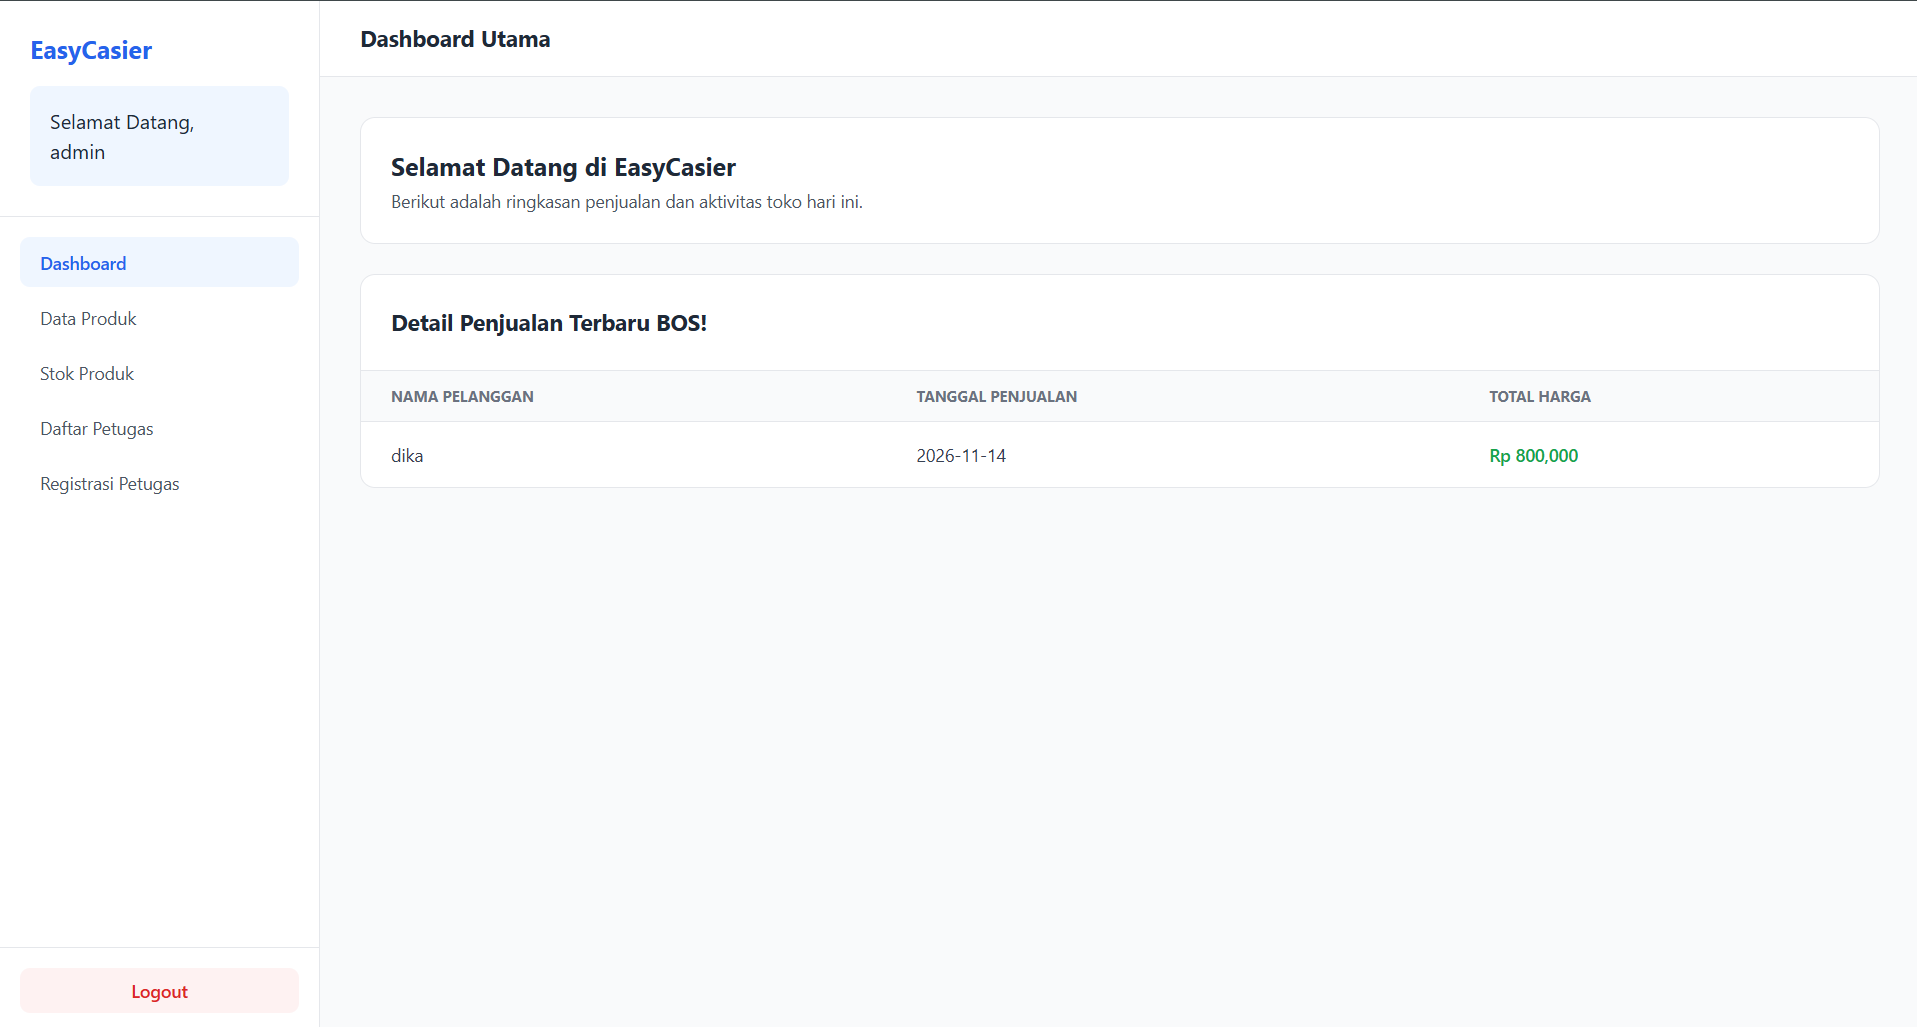 EasyCasier
Selamat Datang,
admin
Dashboard
Data Produk
Stok Produk
Daftar Petugas
Registrasi Petugas
Logout
Dashboard Utama
Selamat Datang di EasyCasier
Berikut adalah ringkasan penjualan dan aktivitas toko hari ini.
Detail Penjualan Terbaru BOS!
NAMA PELANGGAN TANGGAL PENJUALAN TOTAL HARGA
dika 2026-11-14 Rp 800,000